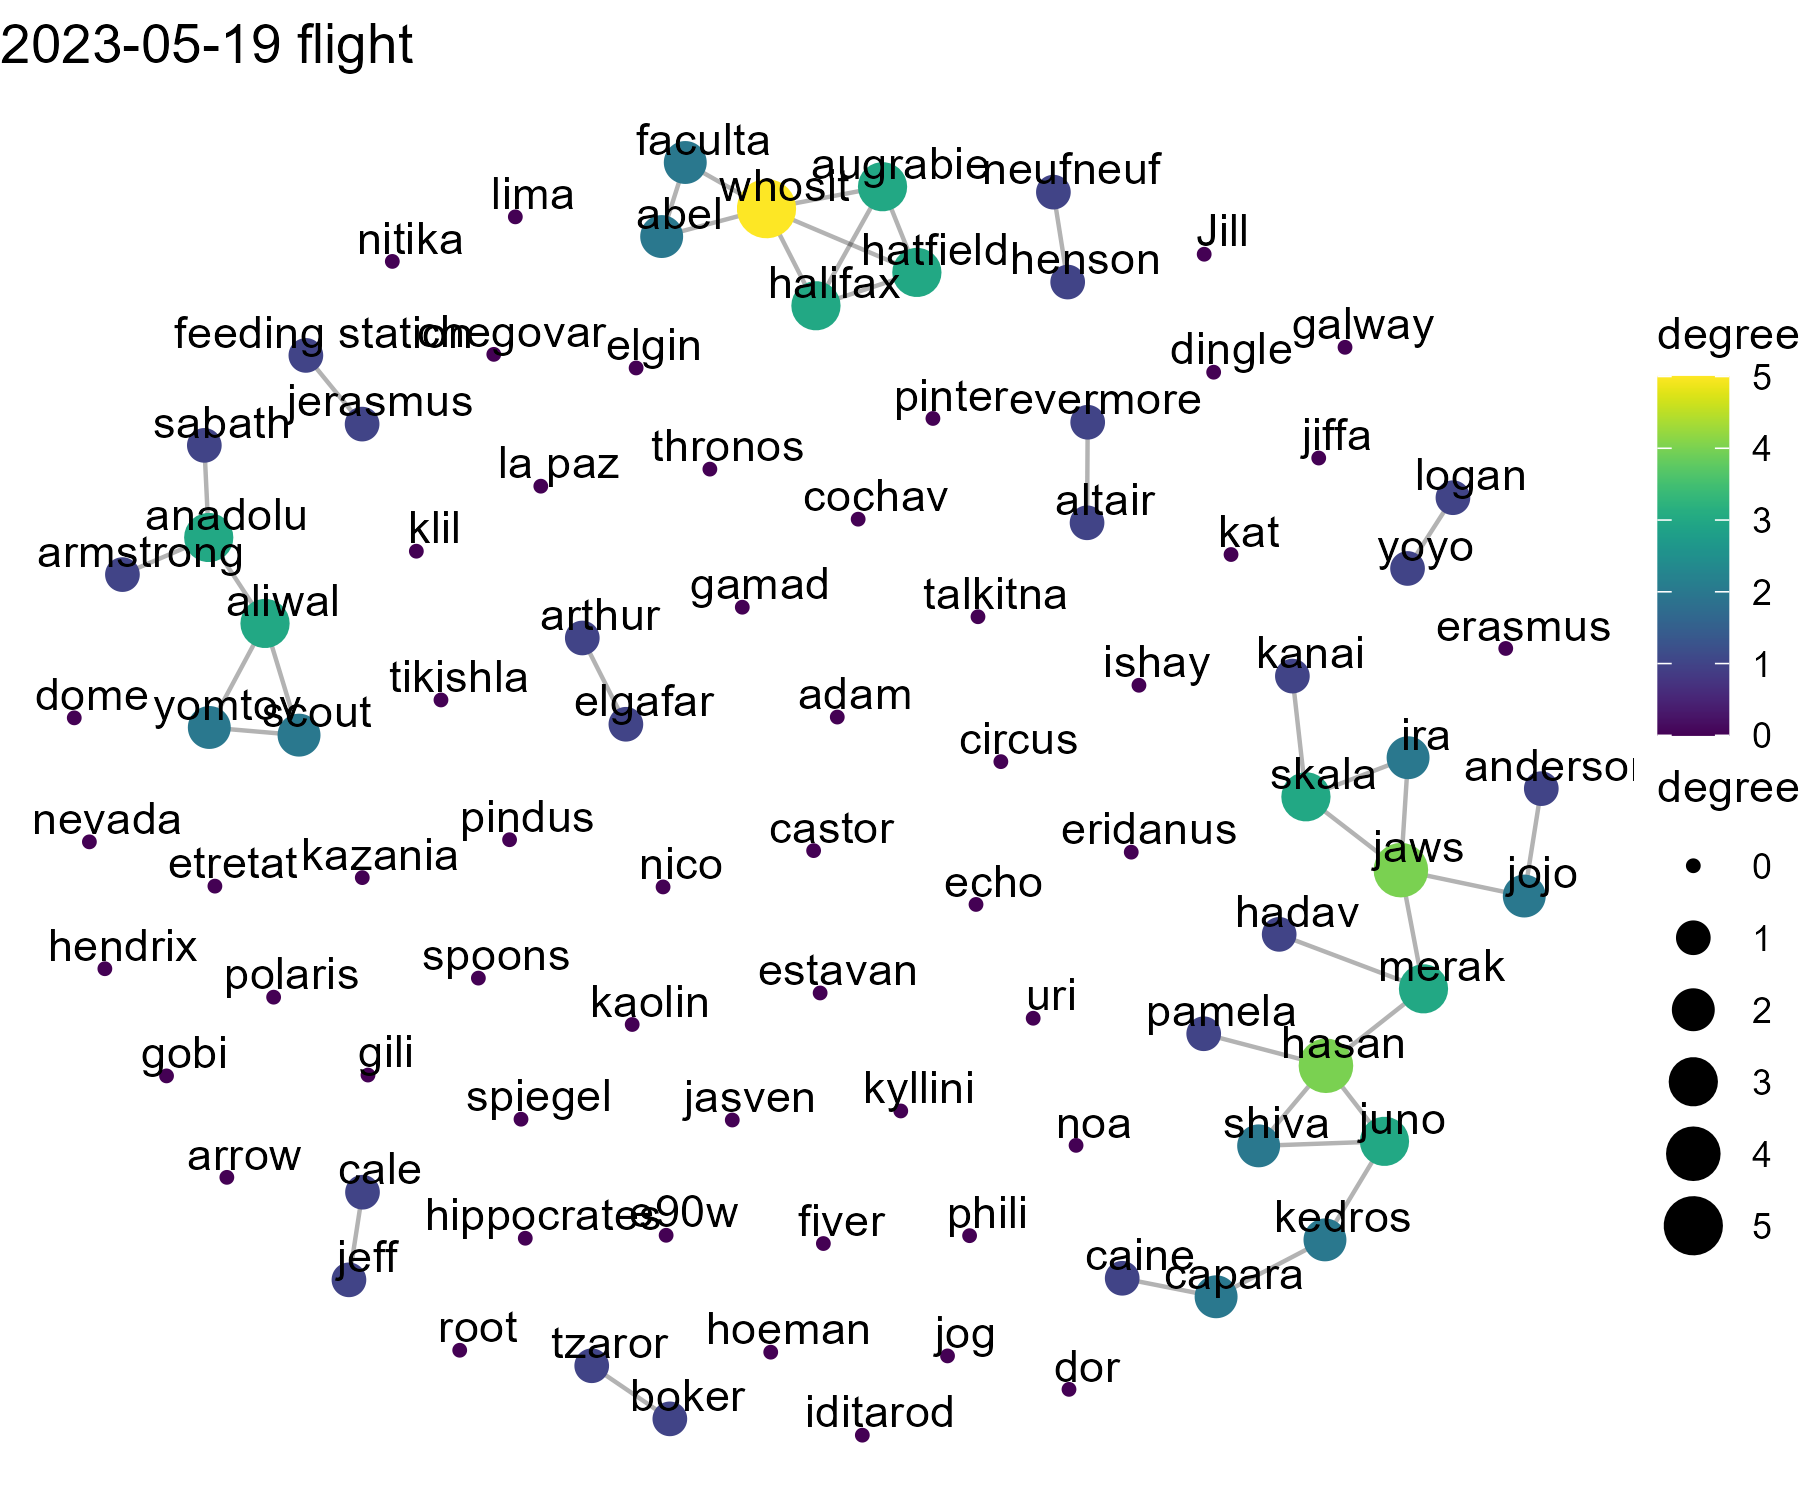 2023-05-19 flight
faculta
augrabie
neufneuf
lima
whosit
abel
Jill
nitika
hatfield
henson
halifax
feeding station
chegovar
elgin
dingle
galway
jerasmus
pinter
evermore
sabath
thronos
jiffa
la paz
logan
cochav
altair
anadolu
klil
kat
armstrong
yoyo
gamad
talkitna
aliwal
arthur
erasmus
ishay
kanai
tikishla
dome
yomtov
scout
elgafar
adam
circus
ira
skala
anderso
nevada
pindus
castor
eridanus
jaws
etretat
kazania
nico
echo
jojo
hadav
hendrix
polaris
spoons
estavan
merak
kaolin
uri
pamela
hasan
gobi
gili
spiegel
jasven
kyllini
noa
shiva
juno
arrow
cale
hippocrates
e90w
fiver
phili
kedros
jeff
caine
capara
root
tzaror
hoeman
jog
dor
boker
iditarod
degree
5
4
3
2
1
0
degree
0
1
2
3
4
5